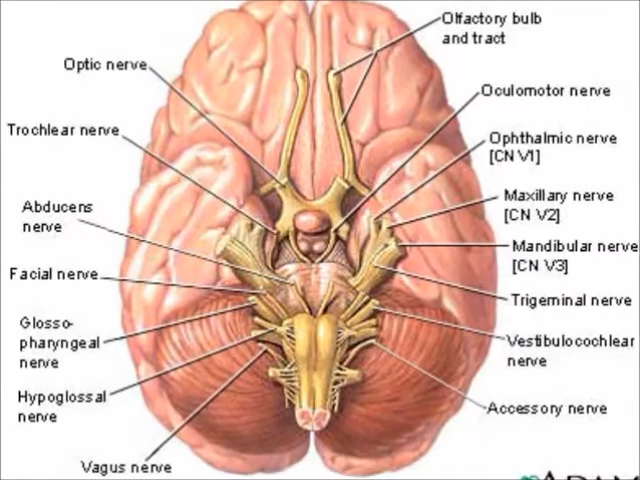 Olfactory bulb
and tract
Optic nerve
Oculomotor nerve
Trochlear nerve
Ophthalmic nerve
[CN V1]
Maxillary nerve
[CN V2]
Abducens
nerve
Mandibular nerve
[CN V3]
Facial nerve
Trigeminal nerve
Glosso-
pharyngeal
nerve
Vestibulocochlear
nerve
Hypoglossal
nerve
Accessory nerve
Vagus nerve